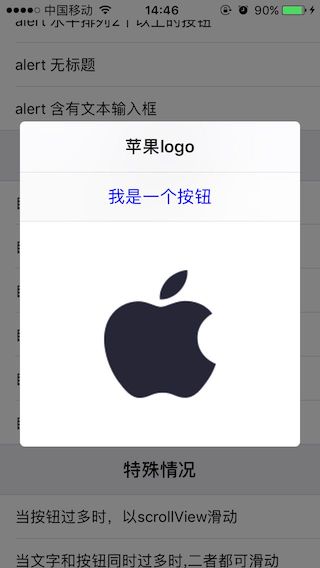 中国移动 14:46 90%
alert 水平排列2个以上的按钮
alert 无标题
alert 含有文本输入框
苹果logo
我是一个按钮
特殊情况
当按钮过多时，以scrollView滑动
当文字和按钮同时过多时,二者都可滑动